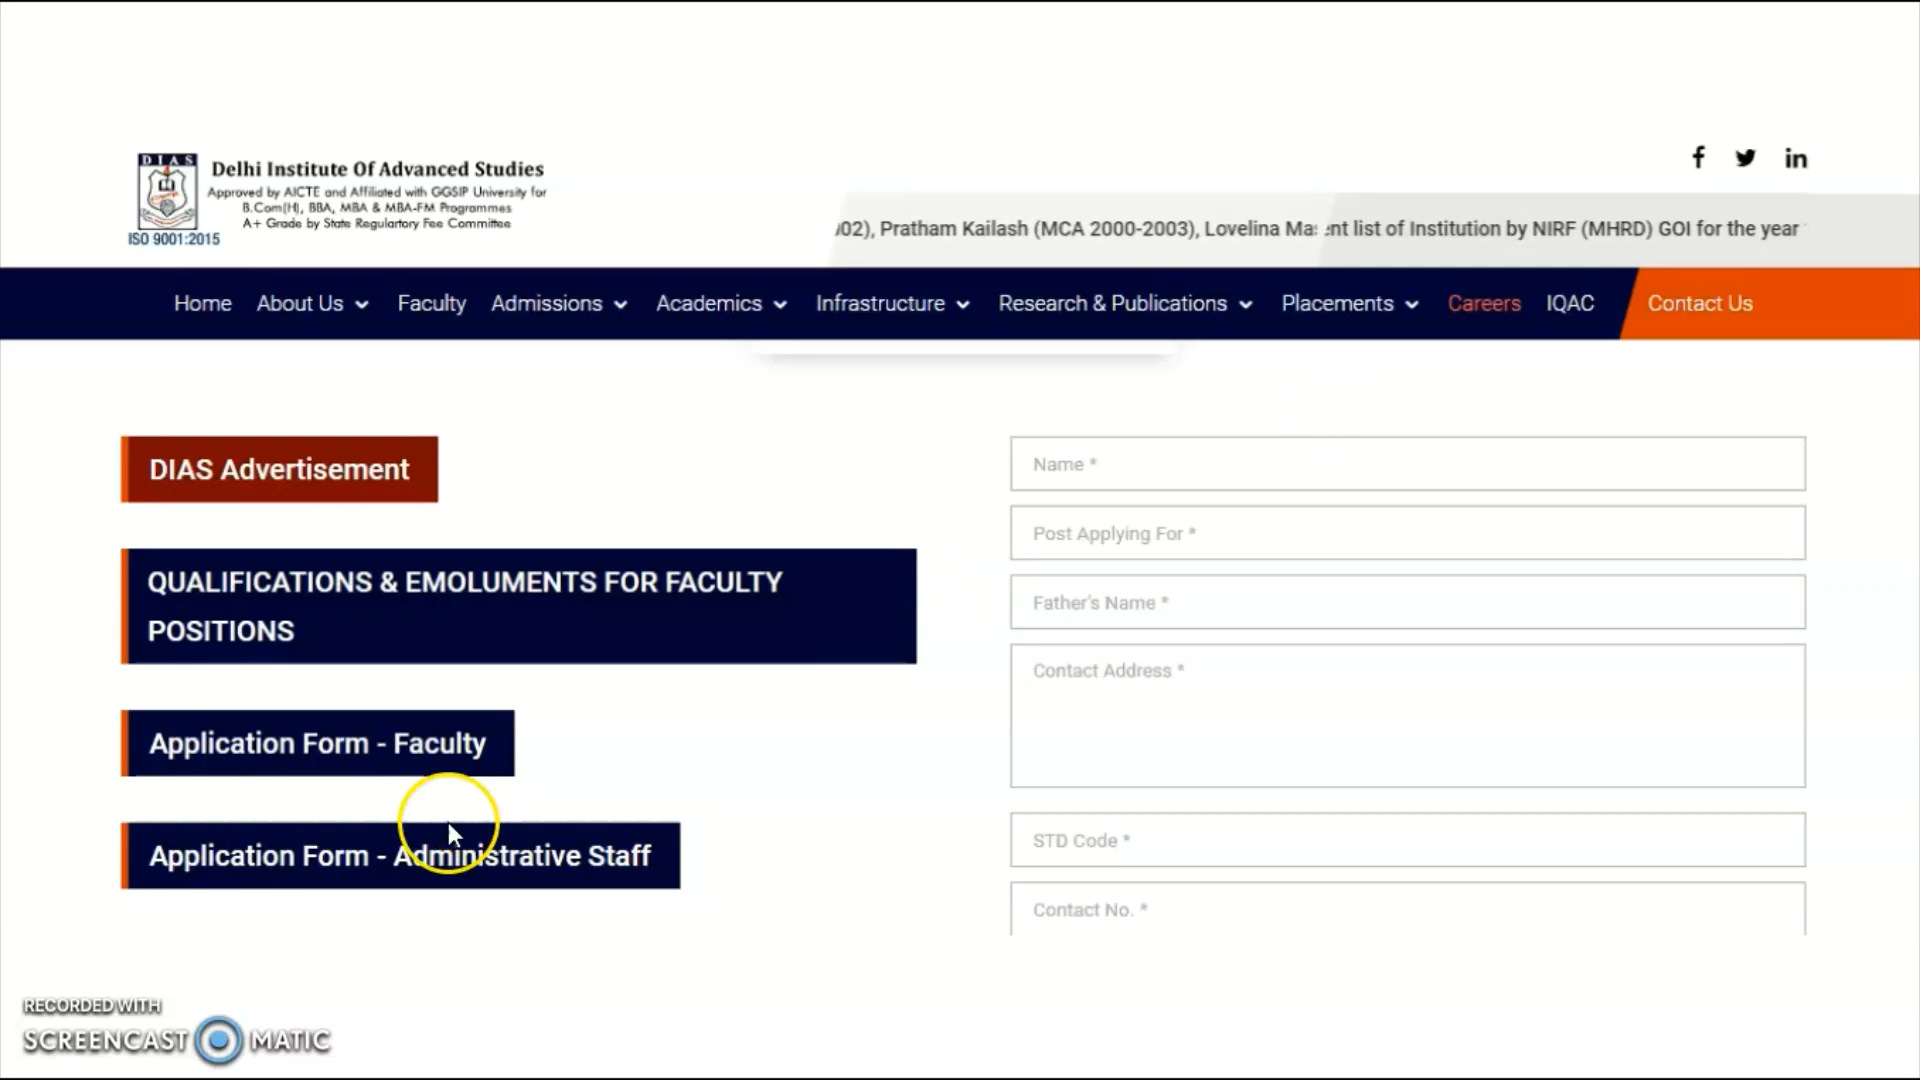 DIAS
Delhi Institute Of Advanced Studies
Approved by AICTE and Affiliated with GGSIP University for
B.Com(H), BBA, MBA & MBA-FM Programmes
A+ Grade by State Regulartory Fee Committee
ISO 9001:2015
02), Pratham Kailash (MCA 2000-2003), Lovelina list of Institution by NIRF (MHRD) GOI for the year
Home About Us Faculty Admissions Academics Infrastructure Research & Publications Placements Careers IQAC Contact Us
DIAS Advertisement
QUALIFICATIONS & EMOLUMENTS FOR FACULTY
POSITIONS
Application Form - Faculty
Application Form - Administrative Staff
Name *
Post Applying For *
Father's Name *
Contact Address *
STD Code *
Contact No. *
RECORDED WITH
SCREENCAST MATIC